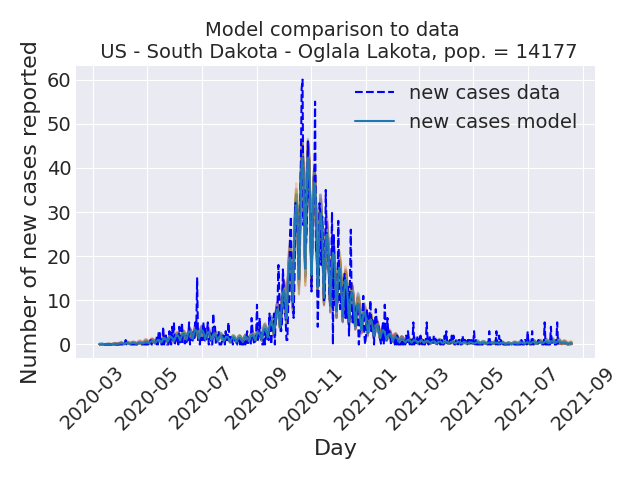 Model comparison to data
US - South Dakota - Oglala Lakota, pop. = 14177
Number of new cases reported
60
50
40
30
20
10
0
new cases data
new cases model
2020-03
2020-05
2020-07
2020-09
2020-11
2021-01
2021-03
2021-05
2021-07
2021-09
Day